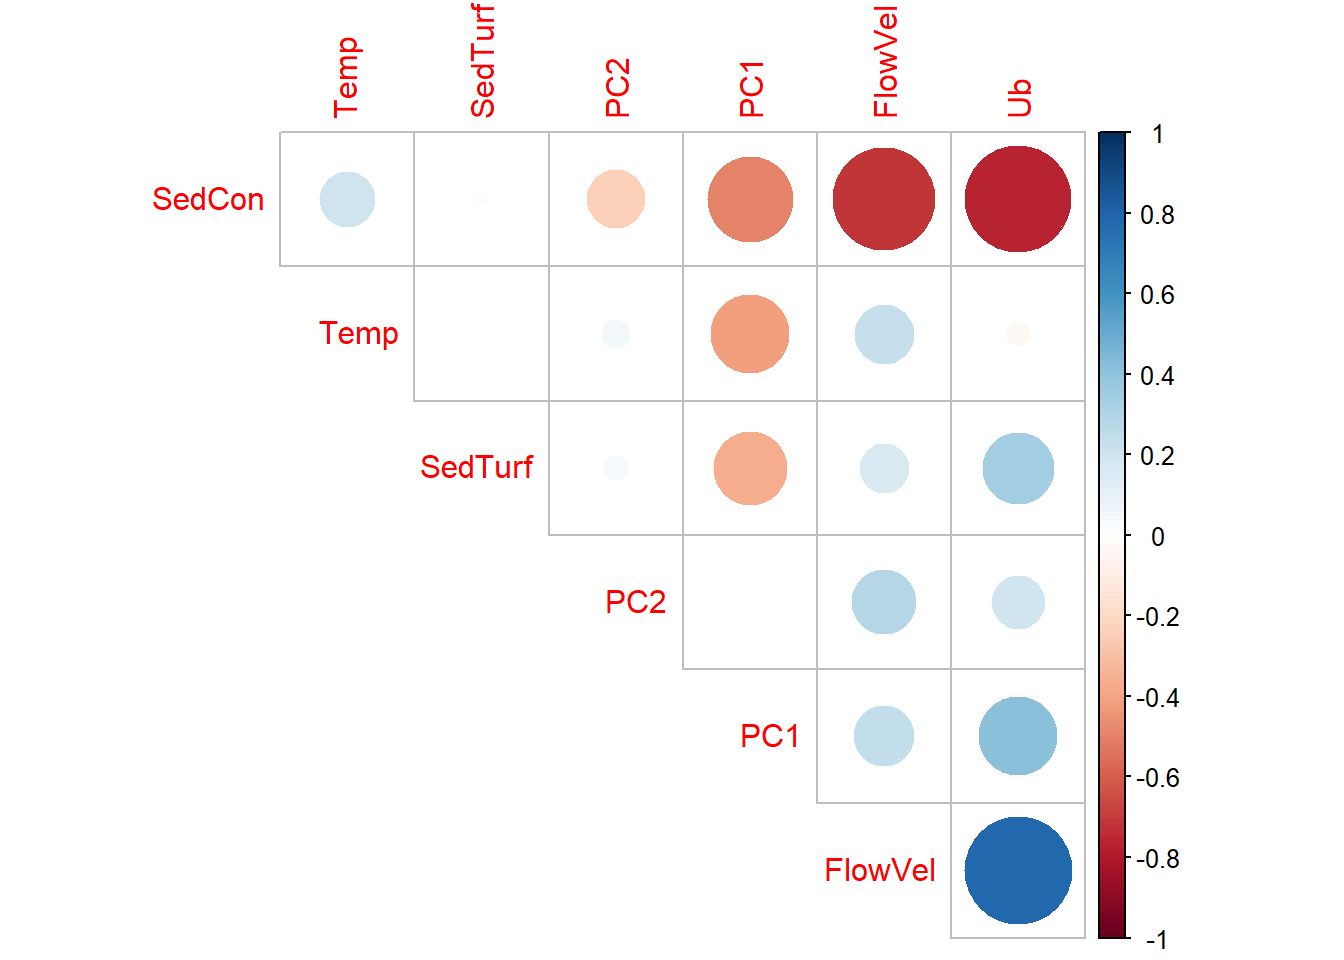 Temp
SedTurf
PC2
PC1
FlowVel
Ub
SedCon
Temp
SedTurf
PC2
PC1
FlowVel
1
0.8
0.6
0.4
0.2
0
-0.2
-0.4
-0.6
-0.8
-1